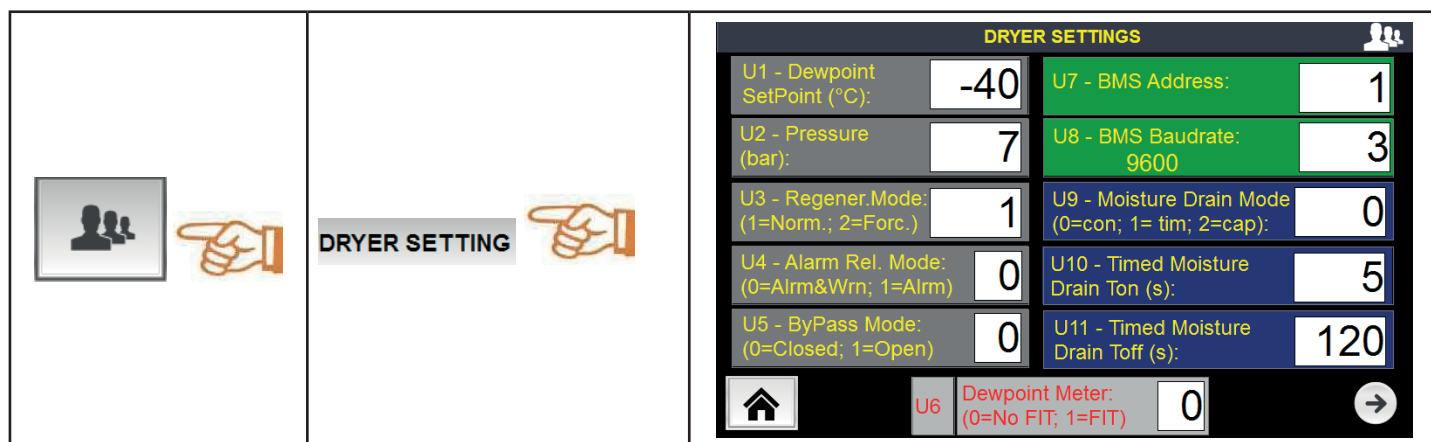 DRYER SETTING
DRYER SETTINGS
U1 - Dewpoint
SetPoint (°C):
-40
U2 - Pressure
(bar):
7
U3 - Regener.Mode:
(1=Norm.; 2=Forc.)
1
U4 - Alarm Rel. Mode:
(0=Alrm&Wrn; 1=Alrm)
0
U5 - ByPass Mode:
(0=Closed; 1=Open)
0
U7 - BMS Address:
1
U8 - BMS Baudrate:
9600
3
U9 - Moisture Drain Mode
(0=con; 1= tim; 2=cap):
0
U10 - Timed Moisture
Drain Ton (s):
5
U11 - Timed Moisture
Drain Toff (s):
120
U6
Dewpoint Meter:
(0=No FIT; 1=FIT)
0